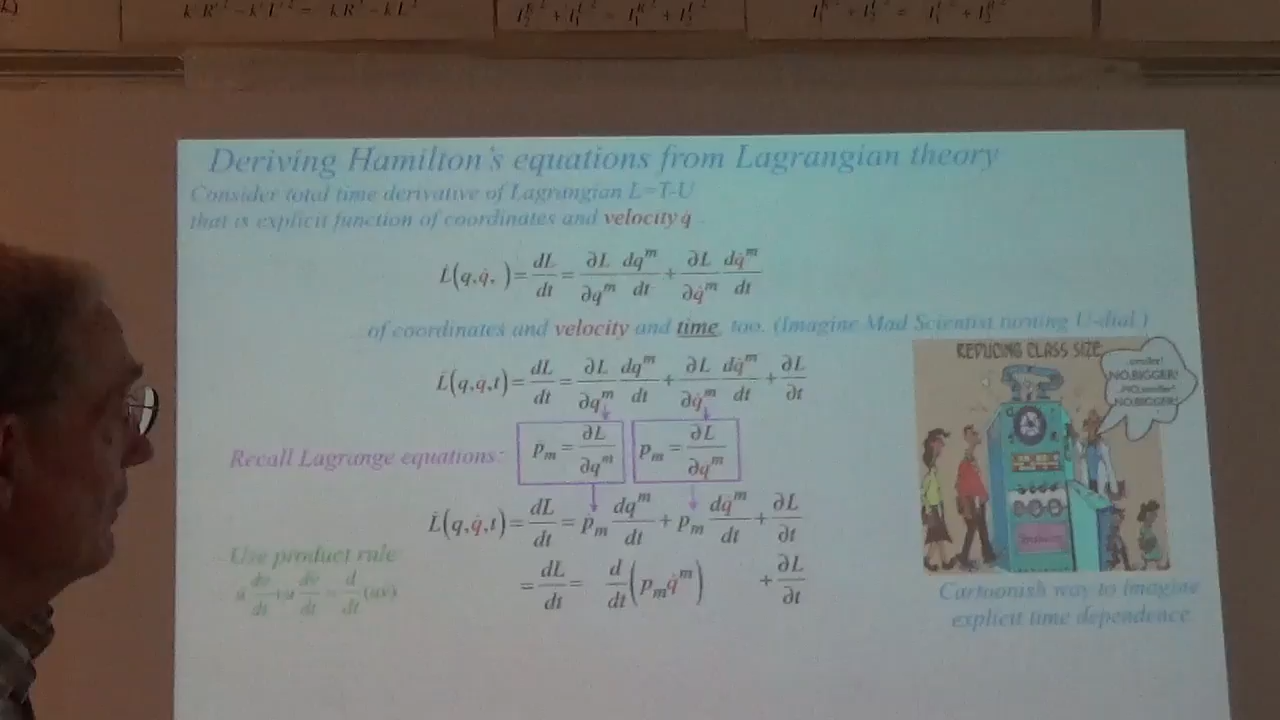 Deriving Hamilton's equations from Lagrangian theory
Consider total time derivative of Lagrangian L=T-U
that is explicit function of coordinates and velocity q̇
L̇(q,q̇, )= dL/dt = ∂L/∂q^m dq^m/dt + ∂L/∂q̇^m dq̇^m/dt
of coordinates and velocity and time, too. (Imagine Mad Scientist turning U-dial.)
L̇(q,q̇,t)= dL/dt = ∂L/∂q^m dq^m/dt + ∂L/∂q̇^m dq̇^m/dt + ∂L/∂t
REDUCING CLASS SIZE
...smaller!
NO, BIGGER!
...NO, smaller!
NO, BIGGER!
Recall Lagrange equations: ṗ_m = ∂L/∂q^m p_m = ∂L/∂q̇^m
L̇(q,q̇,t)= dL/dt = ṗ_m dq^m/dt + p_m dq̇^m/dt + ∂L/∂t
Use product rule
= dL/dt = d/dt (p_m q̇^m) + ∂L/∂t
Cartoonish way to imagine
explicit time dependence